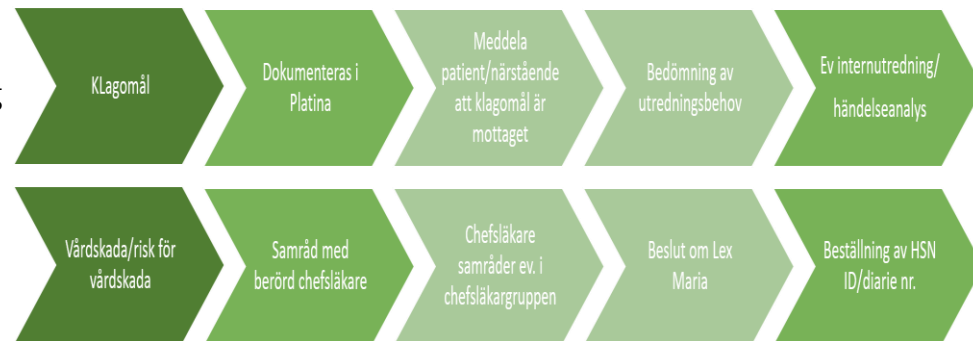 KLagomål
Dokumenteras i
Platina
Meddela
patient/närstående
att klagomål är
mottaget
Bedömning av
utredningsbehov
Ev internutredning/
händelseanalys
Vårdskada/risk för
vårdskada
Samråd med
berörd chefsläkare
Chefsläkare
samråder ev. i
chefsläkargruppen
Beslut om Lex
Maria
Beställning av HSN
ID/diarie nr.